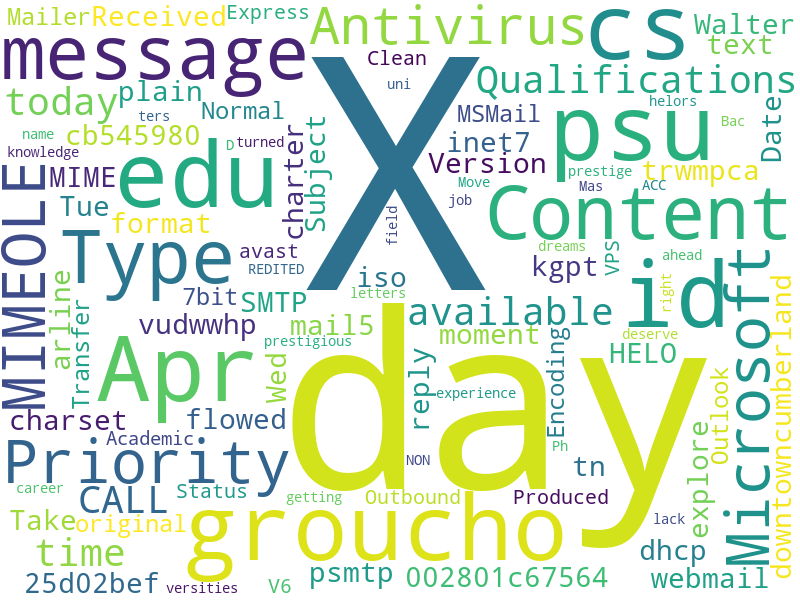 Mailer
Received
Express
Antivirus
cs
Walter
text
message
Clean
uni
Qualifications
today
plain
Normal
MSMail
helors
Date
name
ters
cb545980
D
turned
charter
Subject
inet7
psu
Bac
knowledge
MIME
edu
X
Version
Move
prestige
trwmpca
MIMEOLE
Tue
format
job
Mas
ACC
Content
Type
avast
REDITED
field
iso
kgpt
VPS
dreams
ahead
id
right
arline
Transfer
7bit
SMTP
letters
vudwwhp
mail5
available
moment
deserve
HELO
Microsoft
Apr
Wed
prestigious
day
reply
experience
Encoding
Outlook
downtowncumberland
charset
flowed
Academic
NON
Ph
tn
explore
Priority
career
CALL
Status
getting
Outbound
Produced
lack
Take
original
groucho
time
dhcp
25d02bef
versities
V6
psmtp
002801c67564
webmail